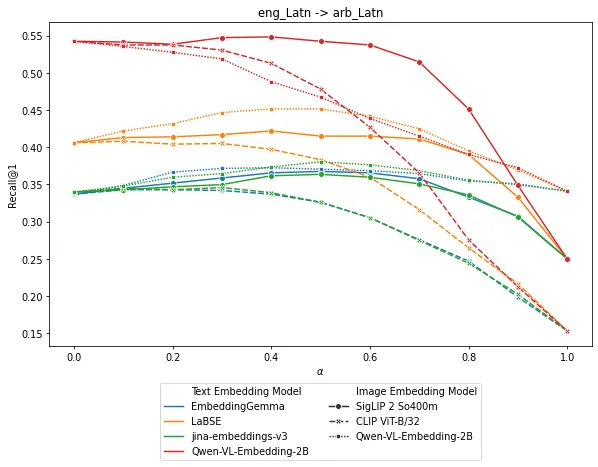 eng_Latn -> arb_Latn
0.55
0.50
0.45
0.40
0.35
0.30
0.25
0.20
0.15
Recall@1
0.0 0.2 0.4 0.6 0.8 1.0
α
Text Embedding Model Image Embedding Model
EmbeddingGemma SigLIP 2 So400m
LaBSE CLIP ViT-B/32
jina-embeddings-v3 Qwen-VL-Embedding-2B
Qwen-VL-Embedding-2B